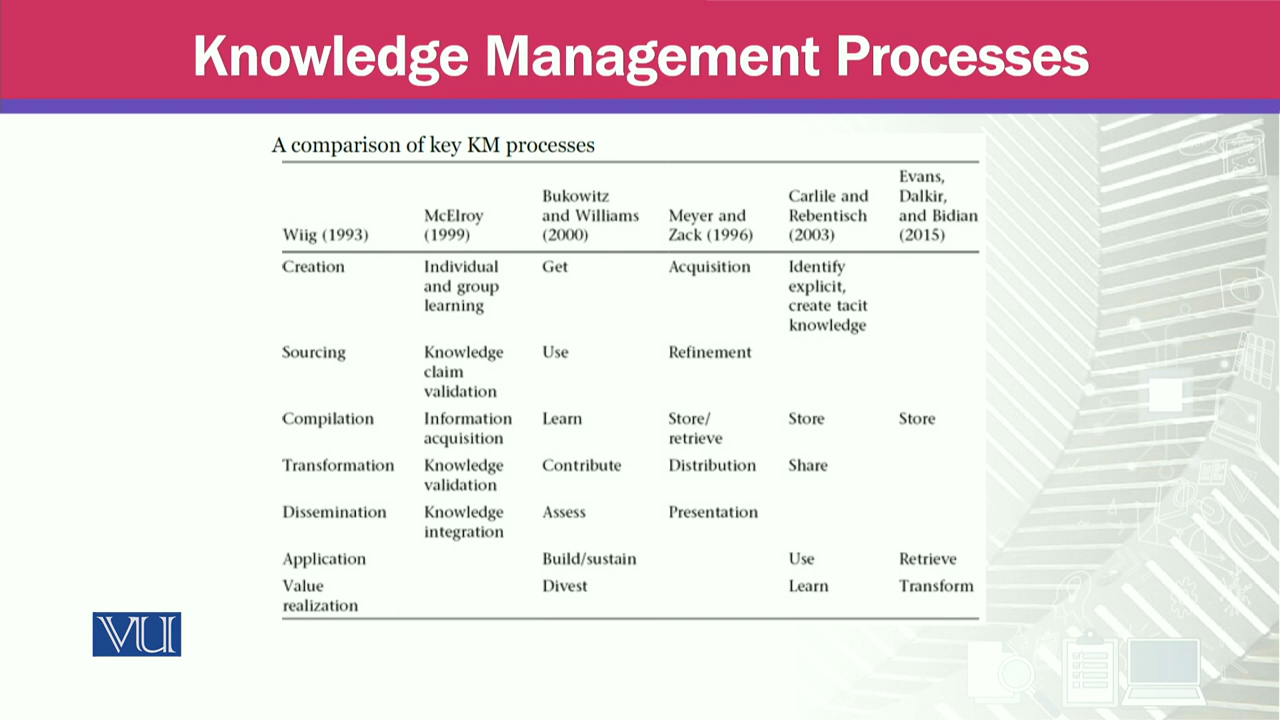 Knowledge Management Processes
A comparison of key KM processes
Wiig (1993)
McElroy
(1999)
Bukowitz
and Williams
(2000)
Meyer and
Zack (1996)
Carlile and
Rebentisch
(2003)
Evans,
Dalkir,
and Bidian
(2015)
Creation
Individual
and group
learning
Get
Acquisition
Identify
explicit,
create tacit
knowledge
Sourcing
Knowledge
claim
validation
Use
Refinement
Compilation
Information
acquisition
Learn
Store/
retrieve
Store
Store
Transformation
Knowledge
validation
Contribute
Distribution
Share
Dissemination
Knowledge
integration
Assess
Presentation
Application
Build/sustain
Use
Retrieve
Value
realization
Divest
Learn
Transform
VU